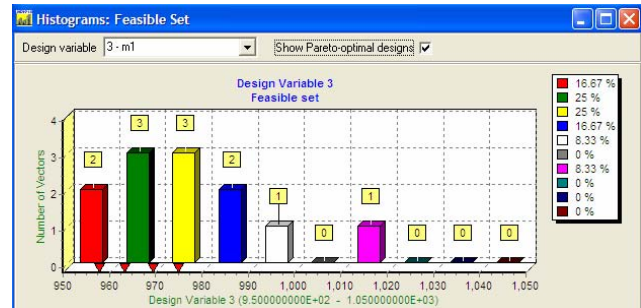 Histograms: Feasible Set
Design variable 3 - m1 Show Pareto-optimal designs
Design Variable 3
Feasible set
Number of Vectors
4
3
2
1
0
2 3 3 2 1 0 1 0 0 0
950 960 970 980 990 1,000 1,010 1,020 1,030 1,040 1,050
Design Variable 3 (9.500000000E+02 - 1.050000000E+03)
16.67 %
25 %
25 %
16.67 %
8.33 %
0 %
8.33 %
0 %
0 %
0 %